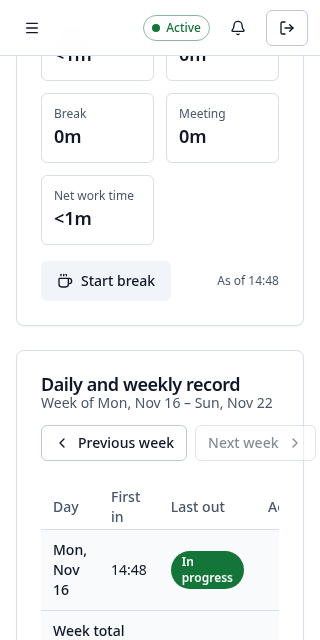 Active
<1m
0m
Break
Meeting
0m
0m
Net work time
<1m
Start break
As of 14:48
Daily and weekly record
Week of Mon, Nov 16 – Sun, Nov 22
Previous week
Next week
Day
First
in
Last out
Mon,
Nov
16
14:48
In
progress
Week total